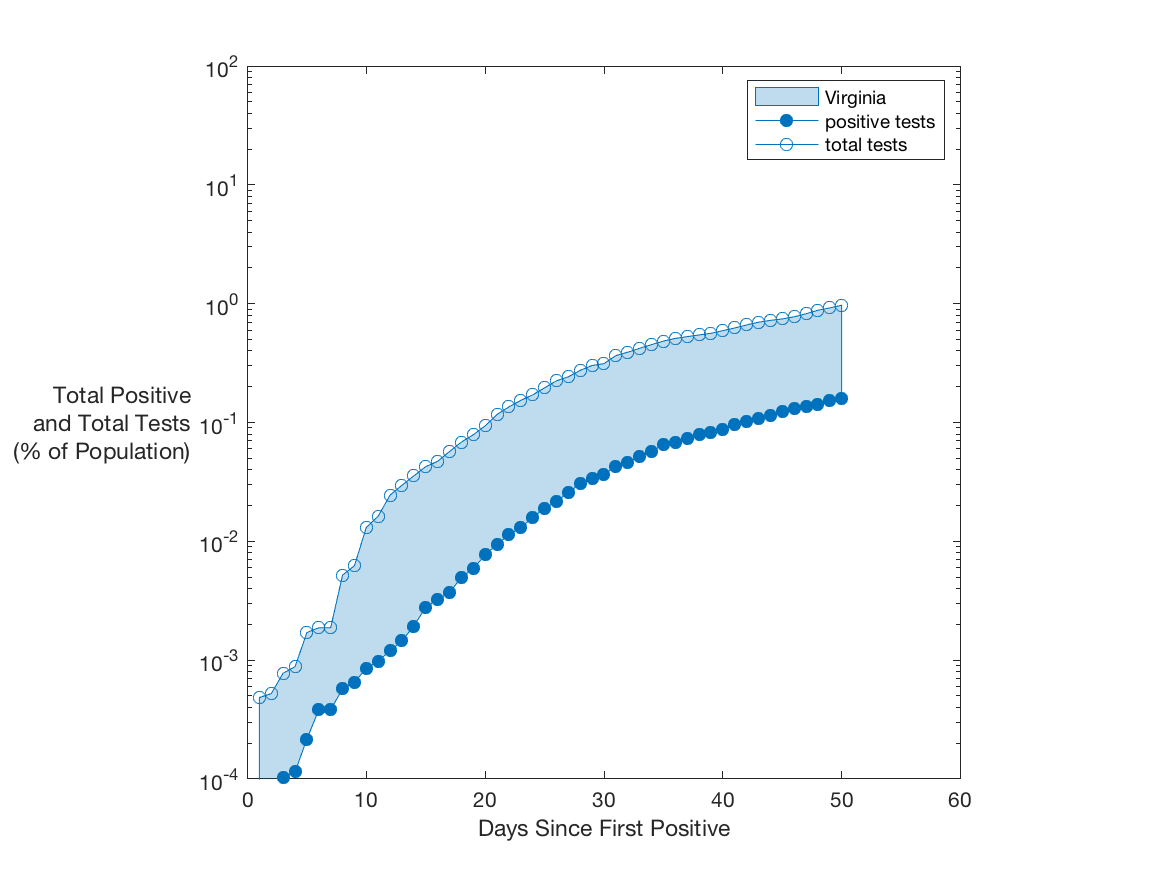 10^2
10^1
10^0
10^-1
10^-2
10^-3
10^-4
Total Positive
and Total Tests
(% of Population)
Virginia
positive tests
total tests
0 10 20 30 40 50 60
Days Since First Positive